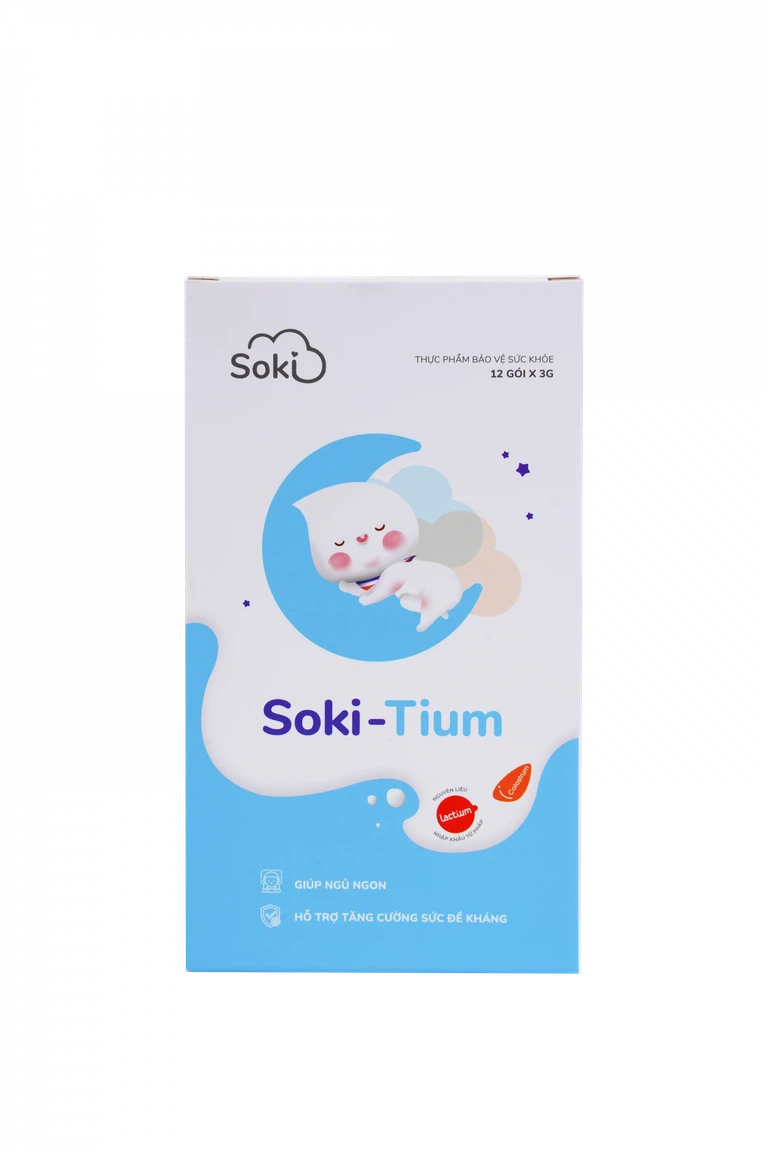 Soki
THỰC PHẨM BẢO VỆ SỨC KHỎE
12 GÓI X 3G
Soki-Tium
NGUYÊN LIỆU
Lactium
NHẬP KHẨU TỪ PHÁP
Colostrum
GIÚP NGỦ NGON
HỖ TRỢ TĂNG CƯỜNG SỨC ĐỀ KHÁNG